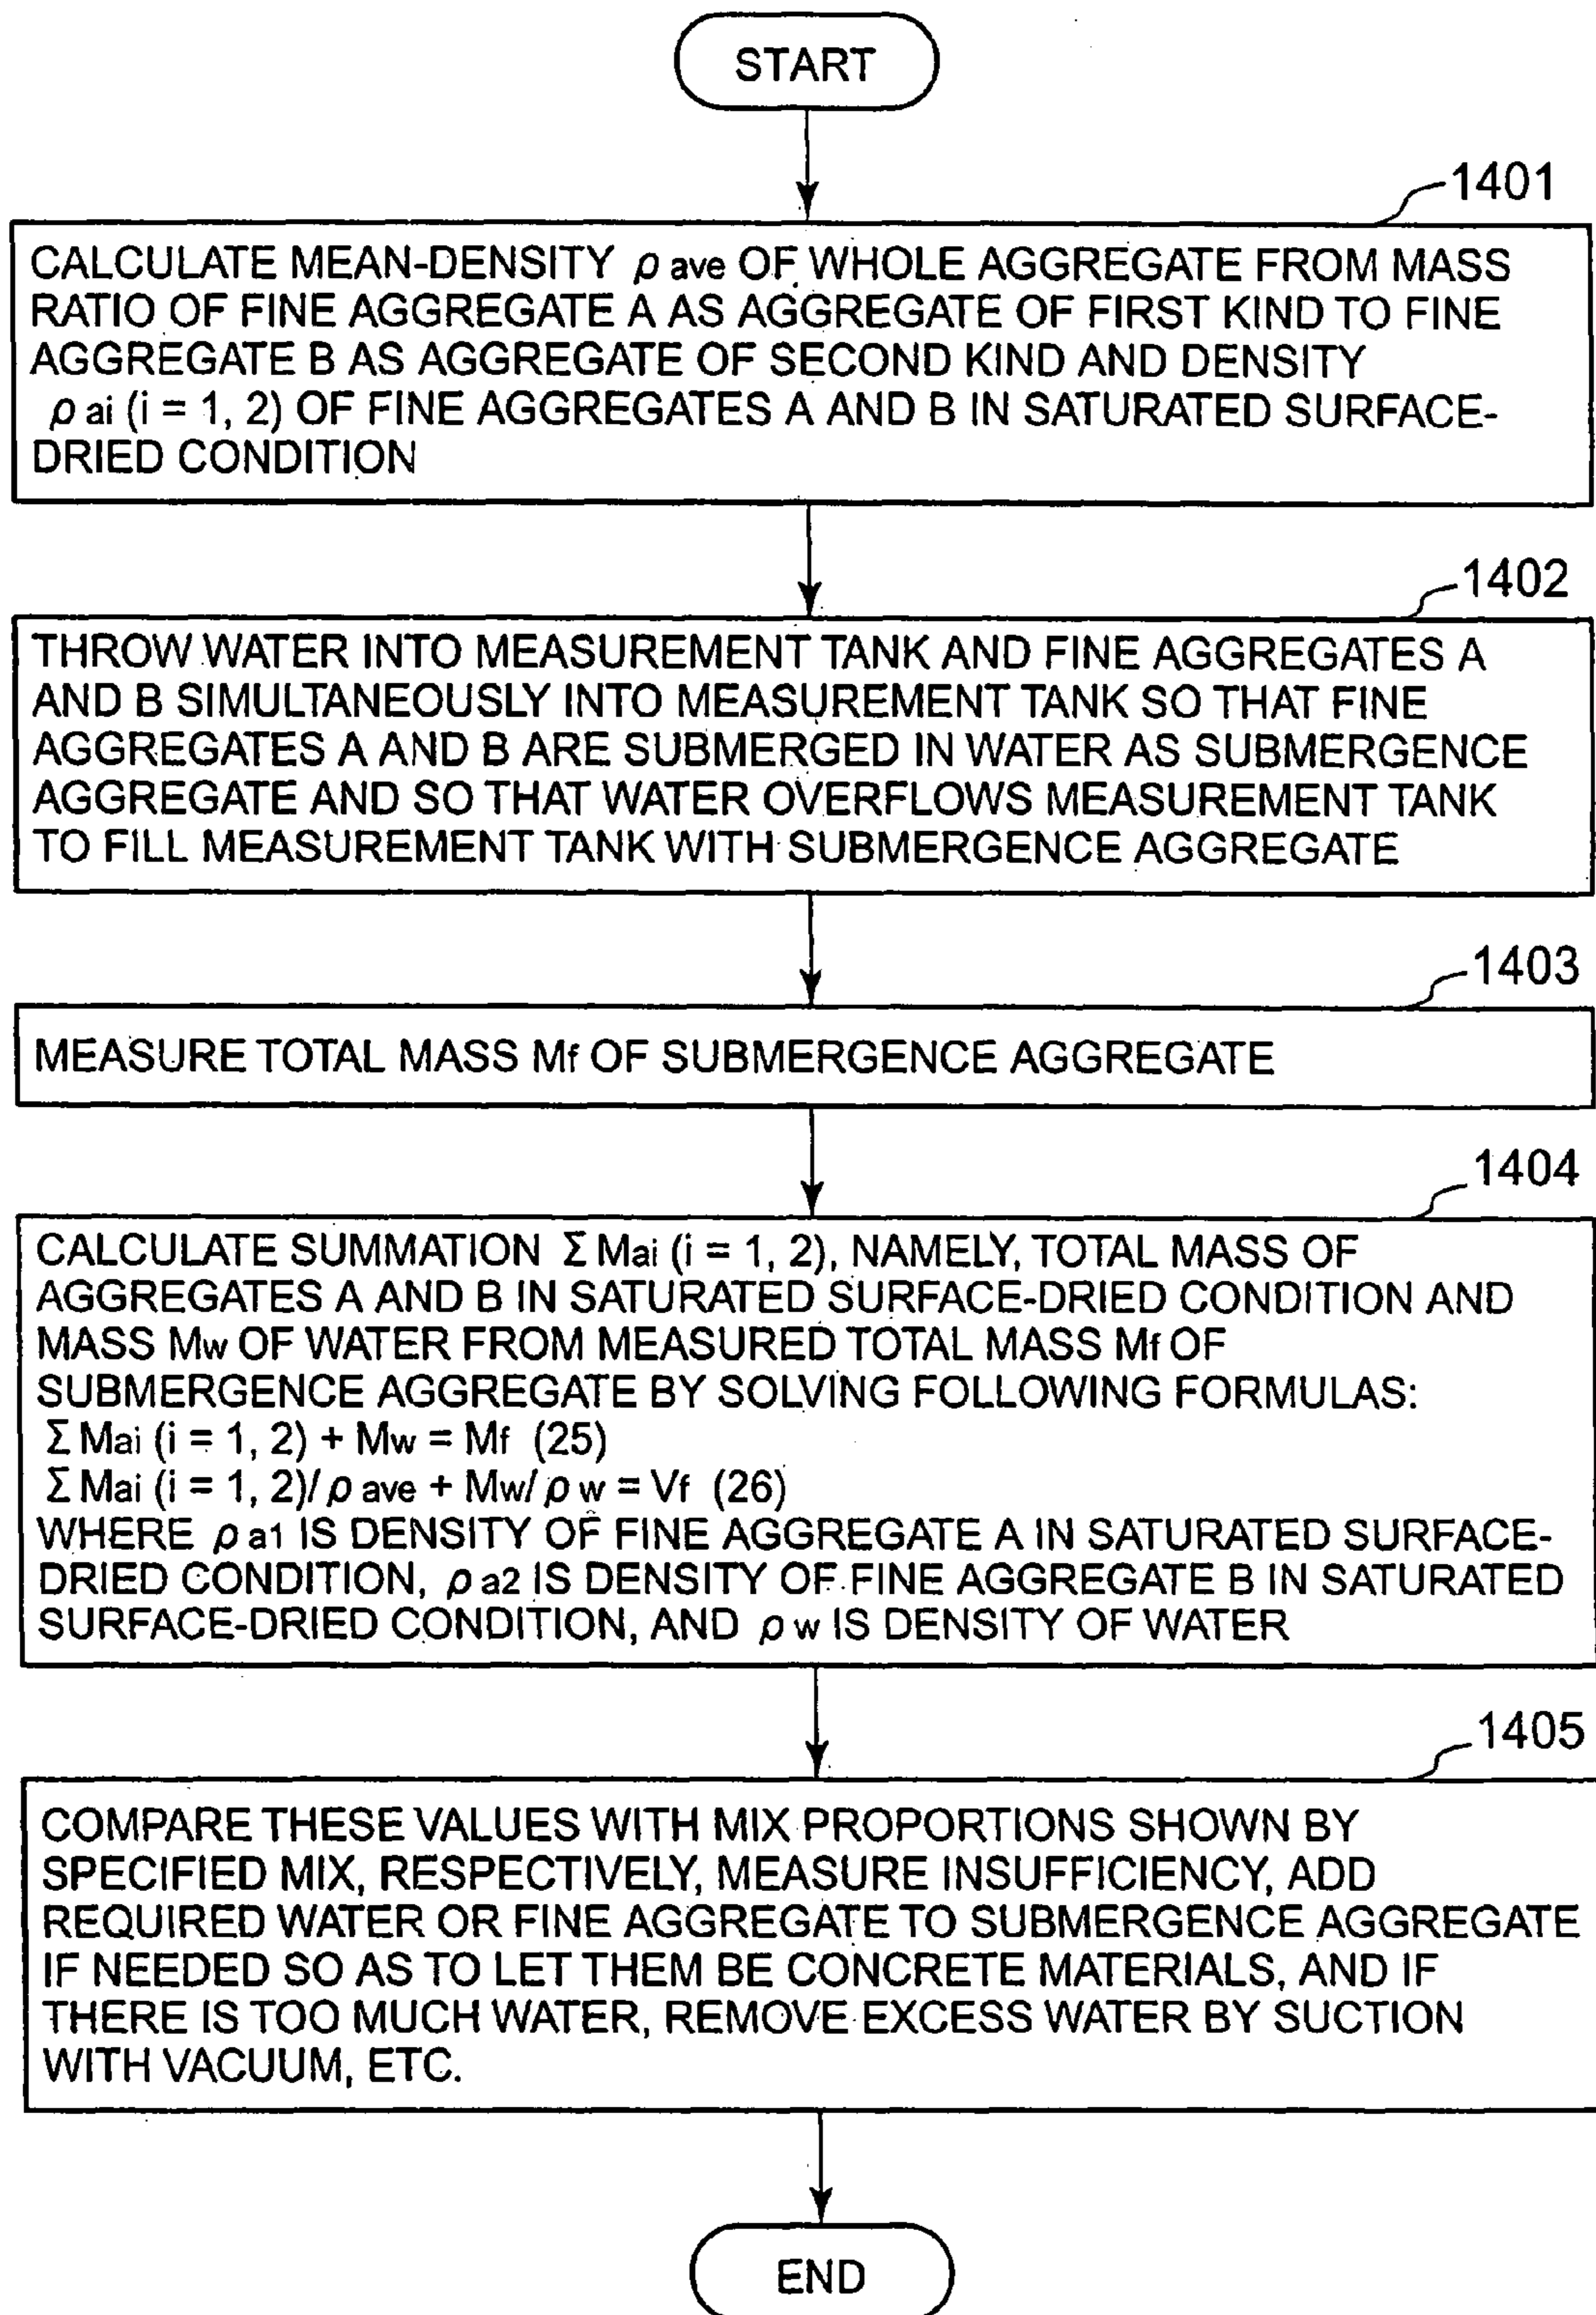 START
1401
CALCULATE MEAN-DENSITY ρ ave OF WHOLE AGGREGATE FROM MASS
RATIO OF FINE AGGREGATE A AS AGGREGATE OF FIRST KIND TO FINE
AGGREGATE B AS AGGREGATE OF SECOND KIND AND DENSITY
ρ ai (i = 1, 2) OF FINE AGGREGATES A AND B IN SATURATED SURFACE-
DRIED CONDITION
1402
THROW WATER INTO MEASUREMENT TANK AND FINE AGGREGATES A
AND B SIMULTANEOUSLY INTO MEASUREMENT TANK SO THAT FINE
AGGREGATES A AND B ARE SUBMERGED IN WATER AS SUBMERGENCE
AGGREGATE AND SO THAT WATER OVERFLOWS MEASUREMENT TANK
TO FILL MEASUREMENT TANK WITH SUBMERGENCE AGGREGATE
1403
MEASURE TOTAL MASS Mf OF SUBMERGENCE AGGREGATE
1404
CALCULATE SUMMATION Σ Mai (i = 1, 2), NAMELY, TOTAL MASS OF
AGGREGATES A AND B IN SATURATED SURFACE-DRIED CONDITION AND
MASS Mw OF WATER FROM MEASURED TOTAL MASS Mf OF
SUBMERGENCE AGGREGATE BY SOLVING FOLLOWING FORMULAS:
Σ Mai (i = 1, 2) + Mw = Mf (25)
Σ Mai (i = 1, 2)/ρ ave + Mw/ρ w = Vf (26)
WHERE ρ a1 IS DENSITY OF FINE AGGREGATE A IN SATURATED SURFACE-
DRIED CONDITION, ρ a2 IS DENSITY OF FINE AGGREGATE B IN SATURATED
SURFACE-DRIED CONDITION, AND ρ w IS DENSITY OF WATER
1405
COMPARE THESE VALUES WITH MIX PROPORTIONS SHOWN BY
SPECIFIED MIX, RESPECTIVELY, MEASURE INSUFFICIENCY, ADD
REQUIRED WATER OR FINE AGGREGATE TO SUBMERGENCE AGGREGATE
IF NEEDED SO AS TO LET THEM BE CONCRETE MATERIALS, AND IF
THERE IS TOO MUCH WATER, REMOVE EXCESS WATER BY SUCTION
WITH VACUUM, ETC.
END